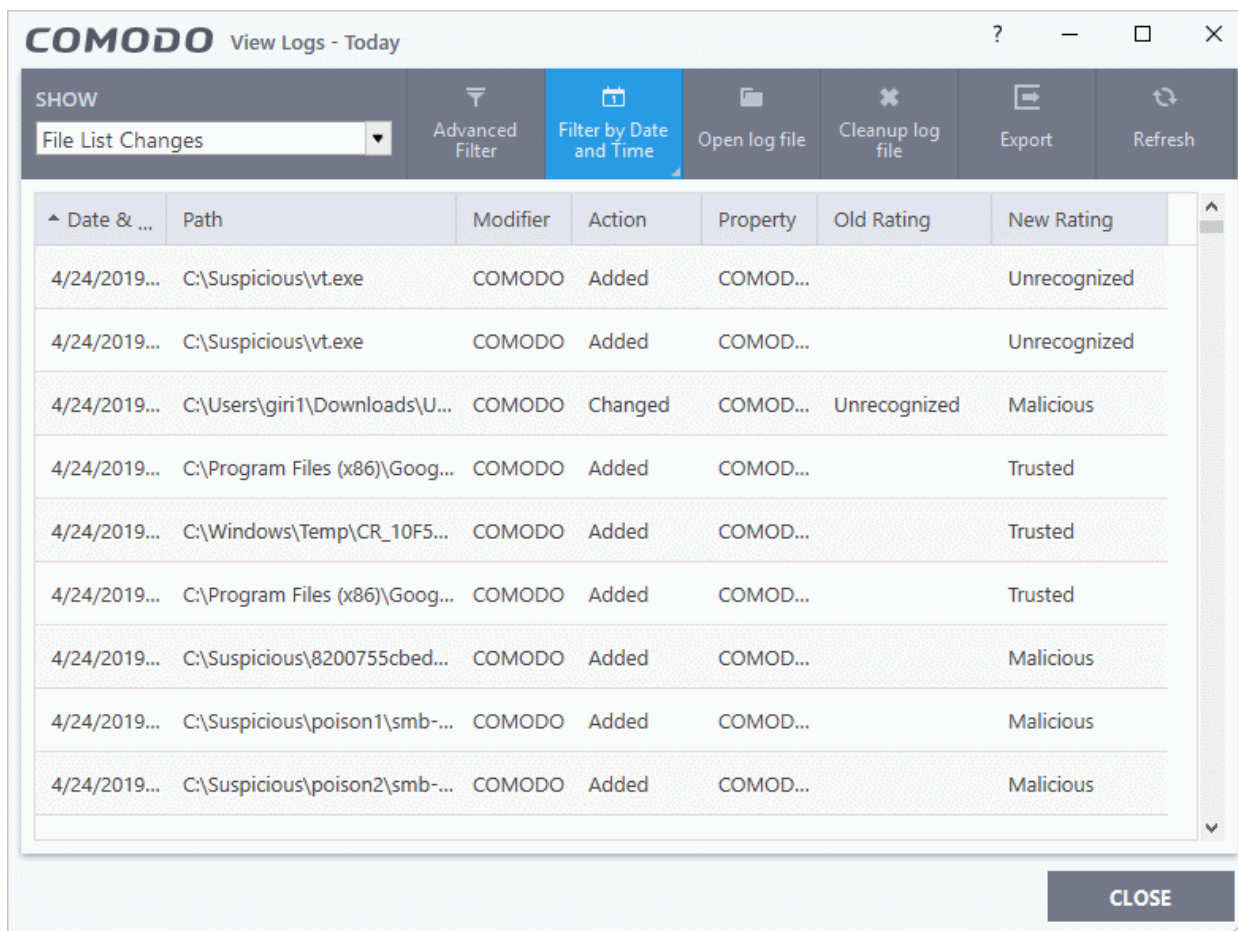 COMODO View Logs - Today ?
SHOW
File List Changes
Advanced
Filter
Filter by Date
and Time
Open log file
Cleanup log
file
Export
Refresh
Date & ... Path Modifier Action Property Old Rating New Rating
4/24/2019... C:\Suspicious\vt.exe COMODO Added COMOD... Unrecognized
4/24/2019... C:\Suspicious\vt.exe COMODO Added COMOD... Unrecognized
4/24/2019... C:\Users\giri1\Downloads\U... COMODO Changed COMOD... Unrecognized Malicious
4/24/2019... C:\Program Files (x86)\Goog... COMODO Added COMOD... Trusted
4/24/2019... C:\Windows\Temp\CR_10F5... COMODO Added COMOD... Trusted
4/24/2019... C:\Program Files (x86)\Goog... COMODO Added COMOD... Trusted
4/24/2019... C:\Suspicious\8200755cbed... COMODO Added COMOD... Malicious
4/24/2019... C:\Suspicious\poison1\smb-... COMODO Added COMOD... Malicious
4/24/2019... C:\Suspicious\poison2\smb-... COMODO Added COMOD... Malicious
CLOSE